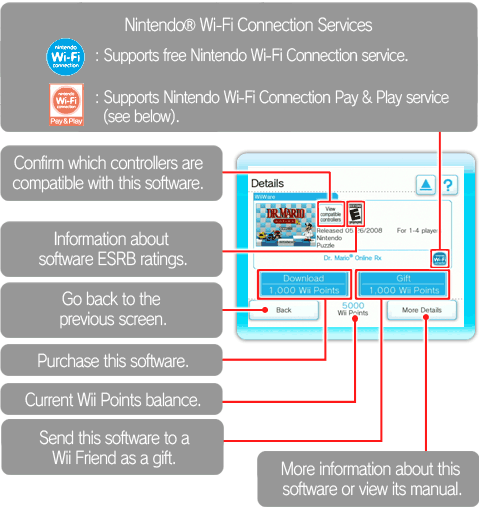 Nintendo® Wi-Fi Connection Services
Nintendo
Wi-Fi
connection
: Supports free Nintendo Wi-Fi Connection service.
Nintendo
Wi-Fi
connection
Pay & Play
: Supports Nintendo Wi-Fi Connection Pay & Play service
(see below).
Confirm which controllers are
compatible with this software.
Information about
software ESRB ratings.
Go back to the
previous screen.
Purchase this software.
Current Wii Points balance.
Send this software to a
Wii Friend as a gift.
More information about this
software or view its manual.
Details
?
WiiWare
DR.MARIO
View
compatible
controllers
E
Released 05/26/2008
For 1-4 player
Nintendo
Puzzle
Dr. Mario® Online Rx
Wi-Fi
Download
1,000 Wii Points
Gift
1,000 Wii Points
Back
5000
Wii Points
More Details